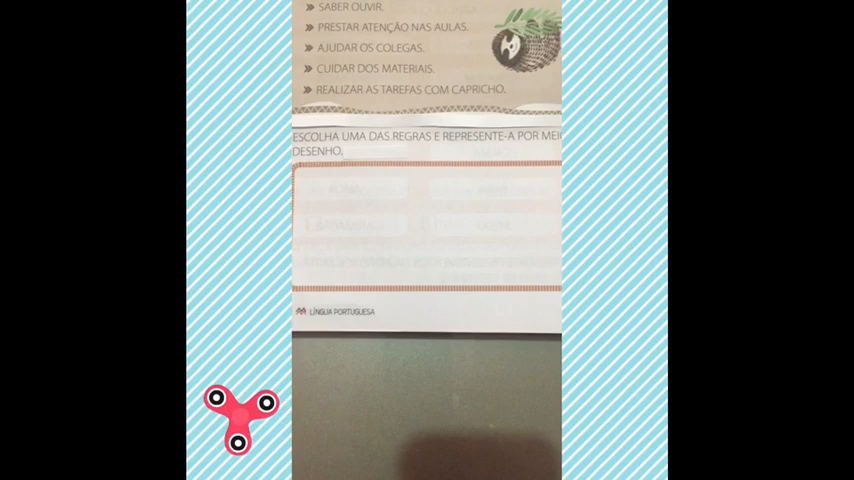 » SABER OUVIR.
» PRESTAR ATENÇÃO NAS AULAS.
» AJUDAR OS COLEGAS.
» CUIDAR DOS MATERIAIS.
» REALIZAR AS TAREFAS COM CAPRICHO.
ESCOLHA UMA DAS REGRAS E REPRESENTE-A POR MEIO
DESENHO.
LÍNGUA PORTUGUESA